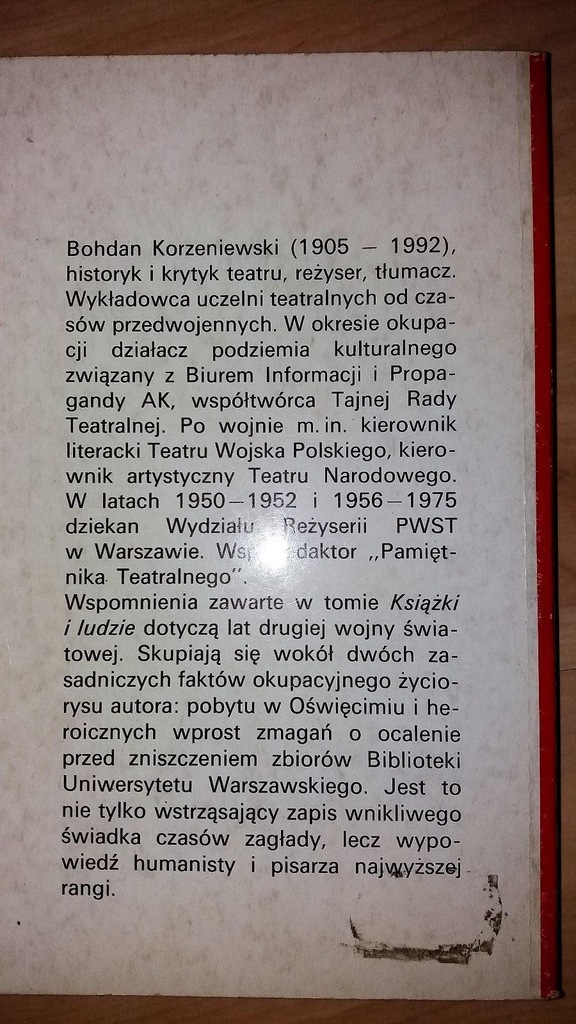 Bohdan Korzeniewski (1905 – 1992),
historyk i krytyk teatru, reżyser, tłumacz.
Wykładowca uczelni teatralnych od cza-
sów przedwojennych. W okresie okupa-
cji działacz podziemia kulturalnego
związany z Biurem Informacji i Propa-
gandy AK, współtwórca Tajnej Rady
Teatralnej. Po wojnie m.in. kierownik
literacki Teatru Wojska Polskiego, kiero-
wnik artystyczny Teatru Narodowego.
W latach 1950–1952 i 1956–1975
dziekan Wydziału Reżyserii PWST
w Warszawie. „Pamięt-
nika Teatralnego”.
Wspomnienia zawarte w tomie Książki
i ludzie dotyczą lat drugiej wojny świa-
towej. Skupiają się wokół dwóch za-
sadniczych faktów okupacyjnego życio-
rysu autora: pobytu w Oświęcimiu i he-
roicznych wprost zmagań o ocalenie
przed zniszczeniem zbiorów Biblioteki
Uniwersytetu Warszawskiego. Jest to
nie tylko wstrząsający zapis wnikliwego
świadka czasów zagłady, lecz wypo-
wiedź humanisty i pisarza najwyższej
rangi.